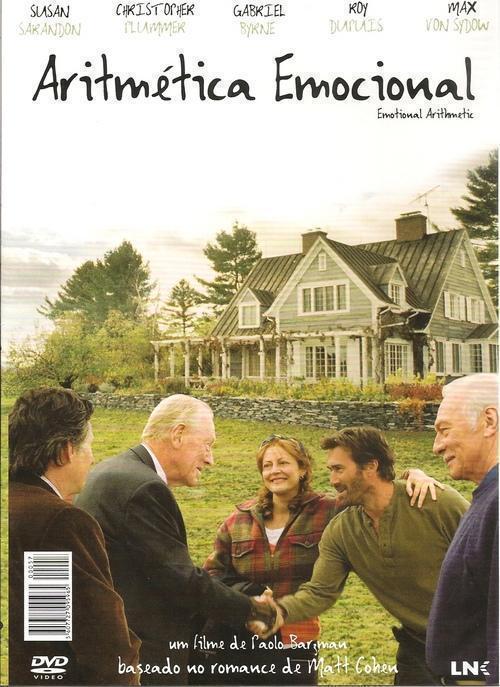 SUSAN CHRISTOPHER GABRIEL ROY MAX
SARANDON PLUMMER BYRNE DUPUIS VON SYDOW
Aritmética Emocional
Emotional Arithmetic
um filme de Paolo Barzman
baseado no romance de Matt Cohen
00057
DVD
VIDEO
LNE